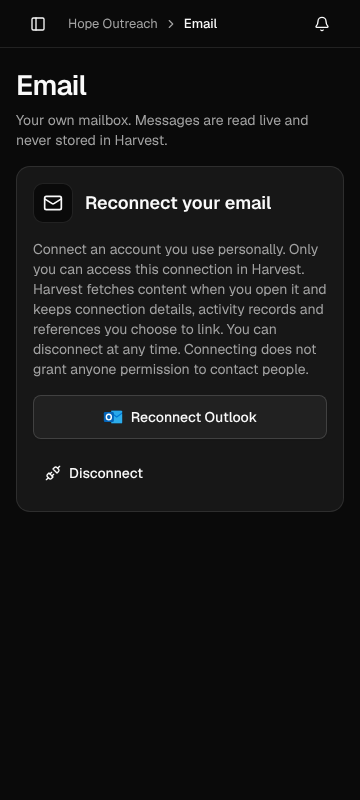 Hope Outreach > Email
Email
Your own mailbox. Messages are read live and
never stored in Harvest.
Reconnect your email
Connect an account you use personally. Only
you can access this connection in Harvest.
Harvest fetches content when you open it and
keeps connection details, activity records and
references you choose to link. You can
disconnect at any time. Connecting does not
grant anyone permission to contact people.
Reconnect Outlook
Disconnect